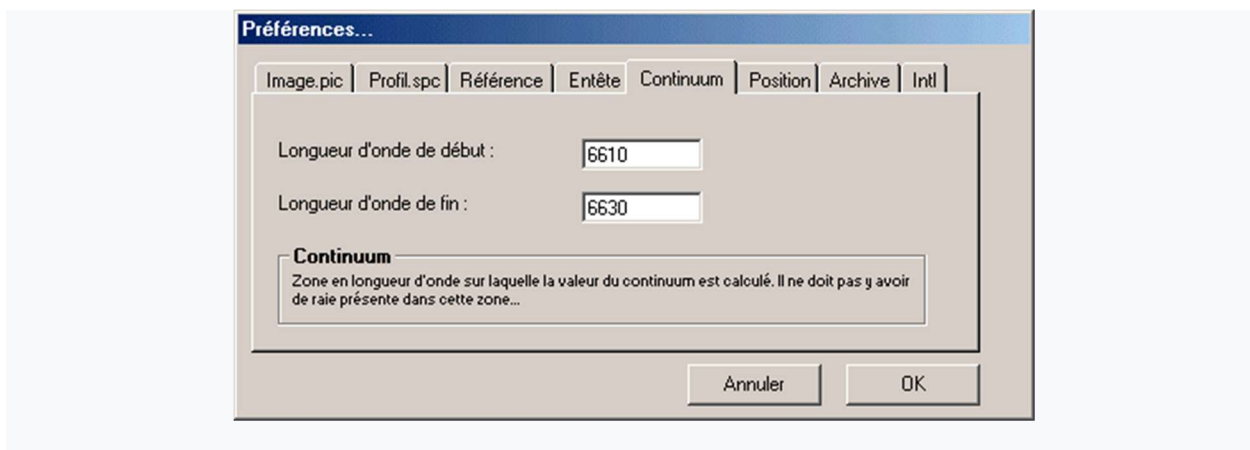 Préférences...
Image.pic Profil.spc Référence Entête Continuum Position Archive Intl
Longueur d'onde de début : 6610
Longueur d'onde de fin : 6630
Continuum
Zone en longueur d'onde sur laquelle la valeur du continuum est calculé. Il ne doit pas y avoir
de raie présente dans cette zone...
Annuler OK